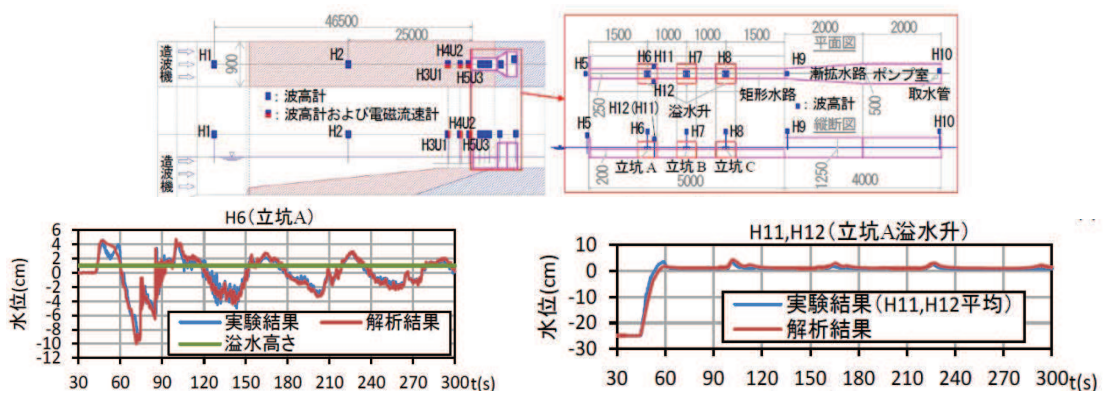 46500
25000
造波機
900
H1
H2
H4U2
H3U1
H5U3
：波高計
：波高計および電磁流速計
H1
H2
H4U2
H3U1
H5U3
造波機
2000
2000
1500
1000
1000
1500
平面図
H5
H6
H11
H7
H8
H9
H10
漸拡水路
ポンプ室
H12
250
矩形水路
500
取水管
H12(H11)
溢水升
：波高計
H5
H6
H7
H8
H9
縦断図
H10
立坑A
立坑B
立坑C
200
5000
1250
4000
H6(立坑A)
水位(cm)
6
4
2
0
-2
-4
-6
-8
-10
-12
実験結果
解析結果
溢水高さ
30
60
90
120
150
180
210
240
270
300
t(s)
H11,H12(立坑A溢水升)
水位(cm)
10
0
-10
-20
-30
実験結果(H11,H12平均)
解析結果
30
60
90
120
150
180
210
240
270
300
t(s)